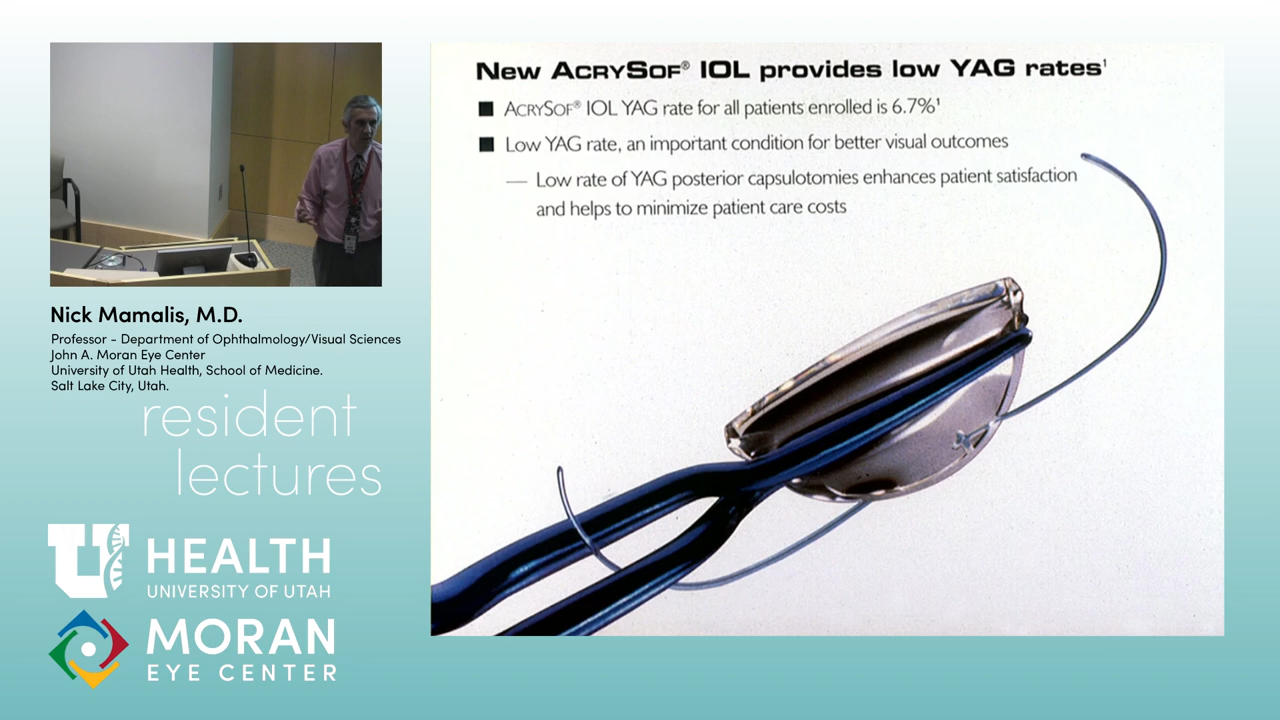 New AcrySof® IOL provides low YAG rates¹
■ AcrySof® IOL YAG rate for all patients enrolled is 6.7%¹
■ Low YAG rate, an important condition for better visual outcomes
— Low rate of YAG posterior capsulotomies enhances patient satisfaction
and helps to minimize patient care costs
Nick Mamalis, M.D.
Professor - Department of Ophthalmology/Visual Sciences
John A. Moran Eye Center
University of Utah Health, School of Medicine.
Salt Lake City, Utah.
resident
lectures
U HEALTH
UNIVERSITY OF UTAH
MORAN
EYE CENTER